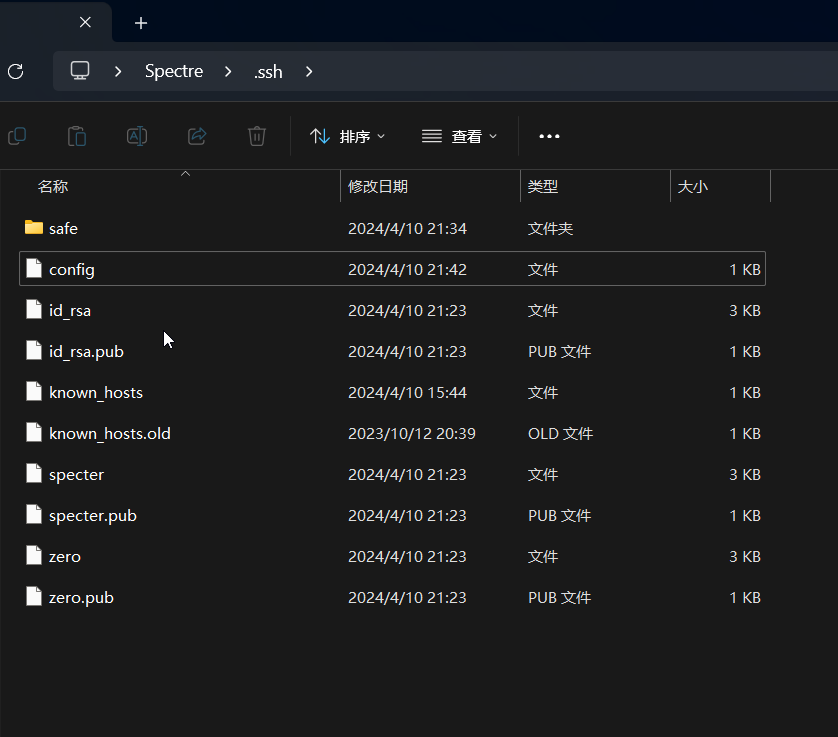 Spectre .ssh
排序 查看
名称 修改日期 类型 大小
safe 2024/4/10 21:34 文件夹
config 2024/4/10 21:42 文件 1 KB
id_rsa 2024/4/10 21:23 文件 3 KB
id_rsa.pub 2024/4/10 21:23 PUB 文件 1 KB
known_hosts 2024/4/10 15:44 文件 1 KB
known_hosts.old 2023/10/12 20:39 OLD 文件 1 KB
specter 2024/4/10 21:23 文件 3 KB
specter.pub 2024/4/10 21:23 PUB 文件 1 KB
zero 2024/4/10 21:23 文件 3 KB
zero.pub 2024/4/10 21:23 PUB 文件 1 KB